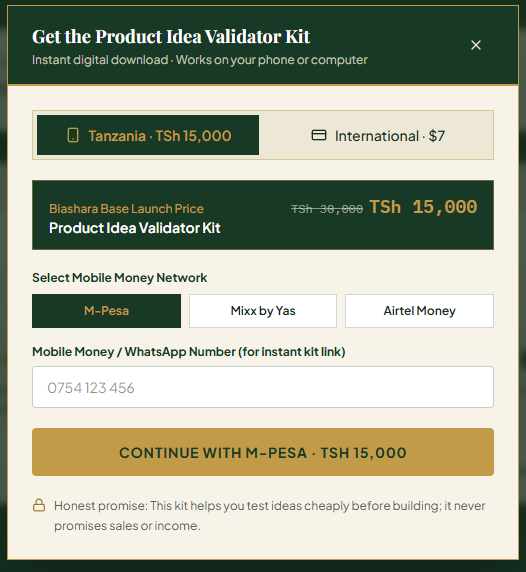 Get the Product Idea Validator Kit
Instant digital download · Works on your phone or computer
Tanzania · TSh 15,000
International · $7
Biashara Base Launch Price
TSh 30,000 TSh 15,000
Product Idea Validator Kit
Select Mobile Money Network
M-Pesa
Mixx by Yas
Airtel Money
Mobile Money / WhatsApp Number (for instant kit link)
0754 123 456
CONTINUE WITH M-PESA · TSH 15,000
Honest promise: This kit helps you test ideas cheaply before building; it never
promises sales or income.